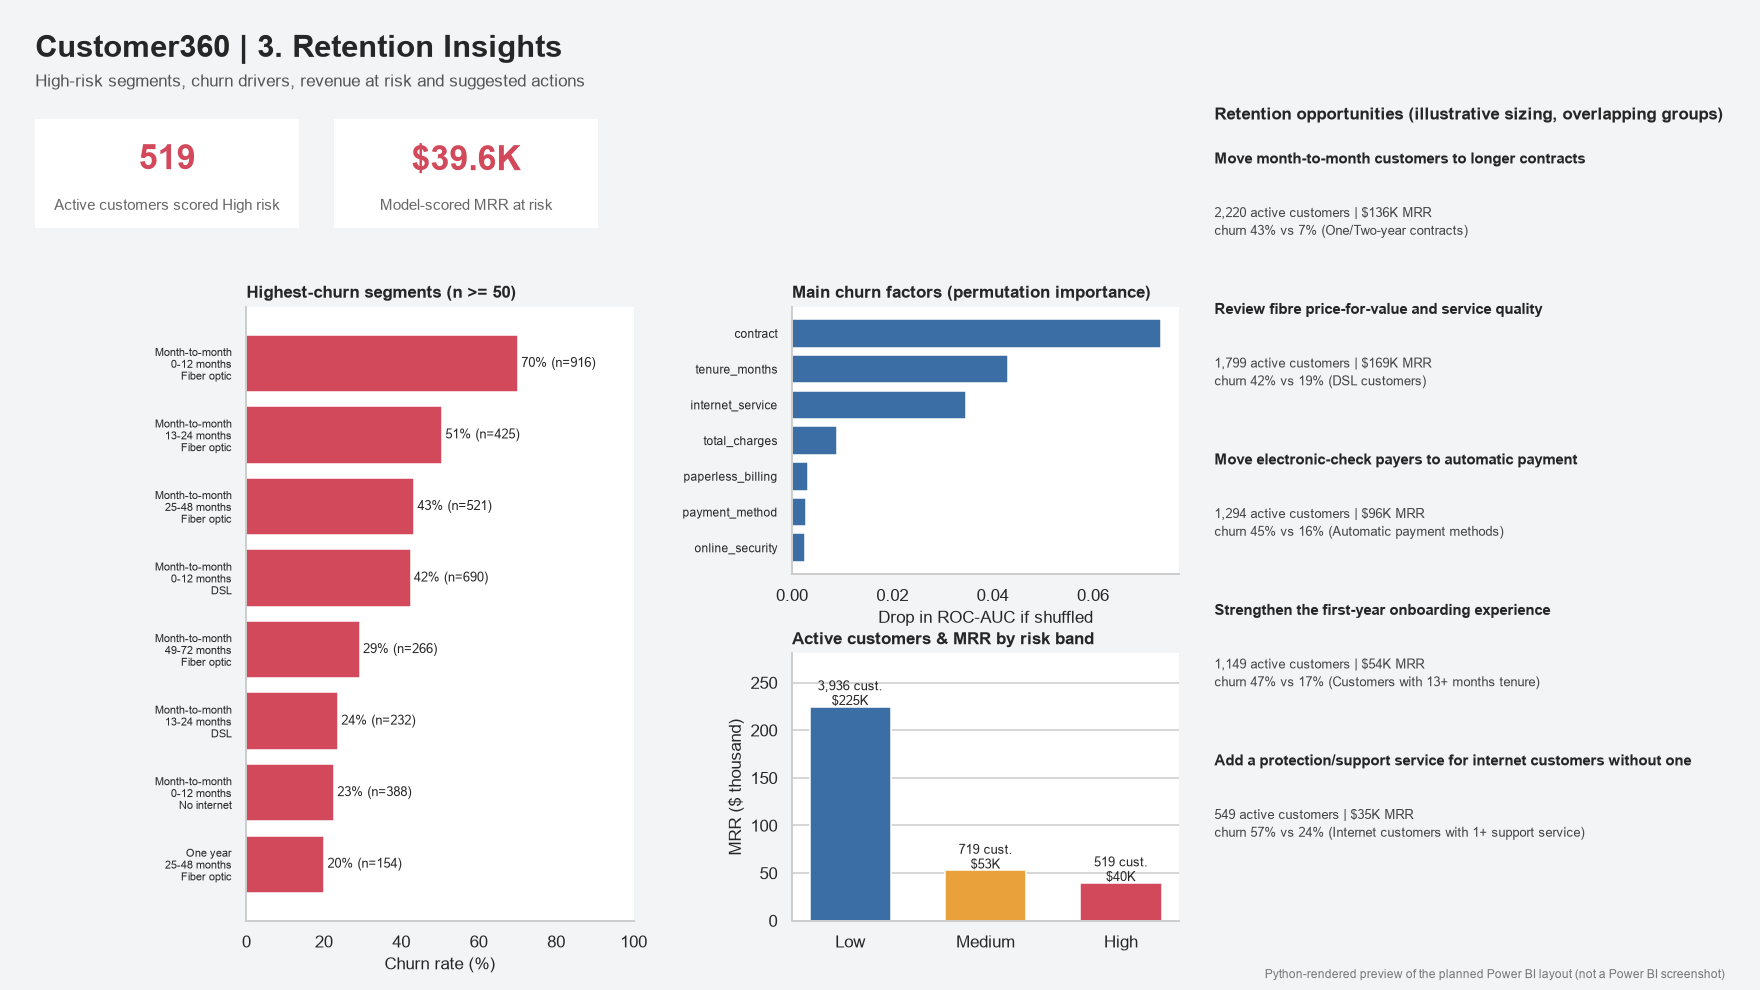 Customer360 | 3. Retention Insights
High-risk segments, churn drivers, revenue at risk and suggested actions
519
Active customers scored High risk
$39.6K
Model-scored MRR at risk
Highest-churn segments (n >= 50)
Month-to-month
0-12 months
Fiber optic
70% (n=916)
Month-to-month
13-24 months
Fiber optic
51% (n=425)
Month-to-month
25-48 months
Fiber optic
43% (n=521)
Month-to-month
0-12 months
DSL
42% (n=690)
Month-to-month
49-72 months
Fiber optic
29% (n=266)
Month-to-month
13-24 months
DSL
24% (n=232)
Month-to-month
0-12 months
No internet
23% (n=388)
One year
25-48 months
Fiber optic
20% (n=154)
0 20 40 60 80 100
Churn rate (%)
Main churn factors (permutation importance)
contract
tenure_months
internet_service
total_charges
paperless_billing
payment_method
online_security
0.00 0.02 0.04 0.06
Drop in ROC-AUC if shuffled
Active customers & MRR by risk band
MRR ($ thousand)
250
200
150
100
50
0
3,936 cust.
$225K
719 cust.
$53K
519 cust.
$40K
Low Medium High
Retention opportunities (illustrative sizing, overlapping groups)
Move month-to-month customers to longer contracts
2,220 active customers | $136K MRR
churn 43% vs 7% (One/Two-year contracts)
Review fibre price-for-value and service quality
1,799 active customers | $169K MRR
churn 42% vs 19% (DSL customers)
Move electronic-check payers to automatic payment
1,294 active customers | $96K MRR
churn 45% vs 16% (Automatic payment methods)
Strengthen the first-year onboarding experience
1,149 active customers | $54K MRR
churn 47% vs 17% (Customers with 13+ months tenure)
Add a protection/support service for internet customers without one
549 active customers | $35K MRR
churn 57% vs 24% (Internet customers with 1+ support service)
Python-rendered preview of the planned Power BI layout (not a Power BI screenshot)